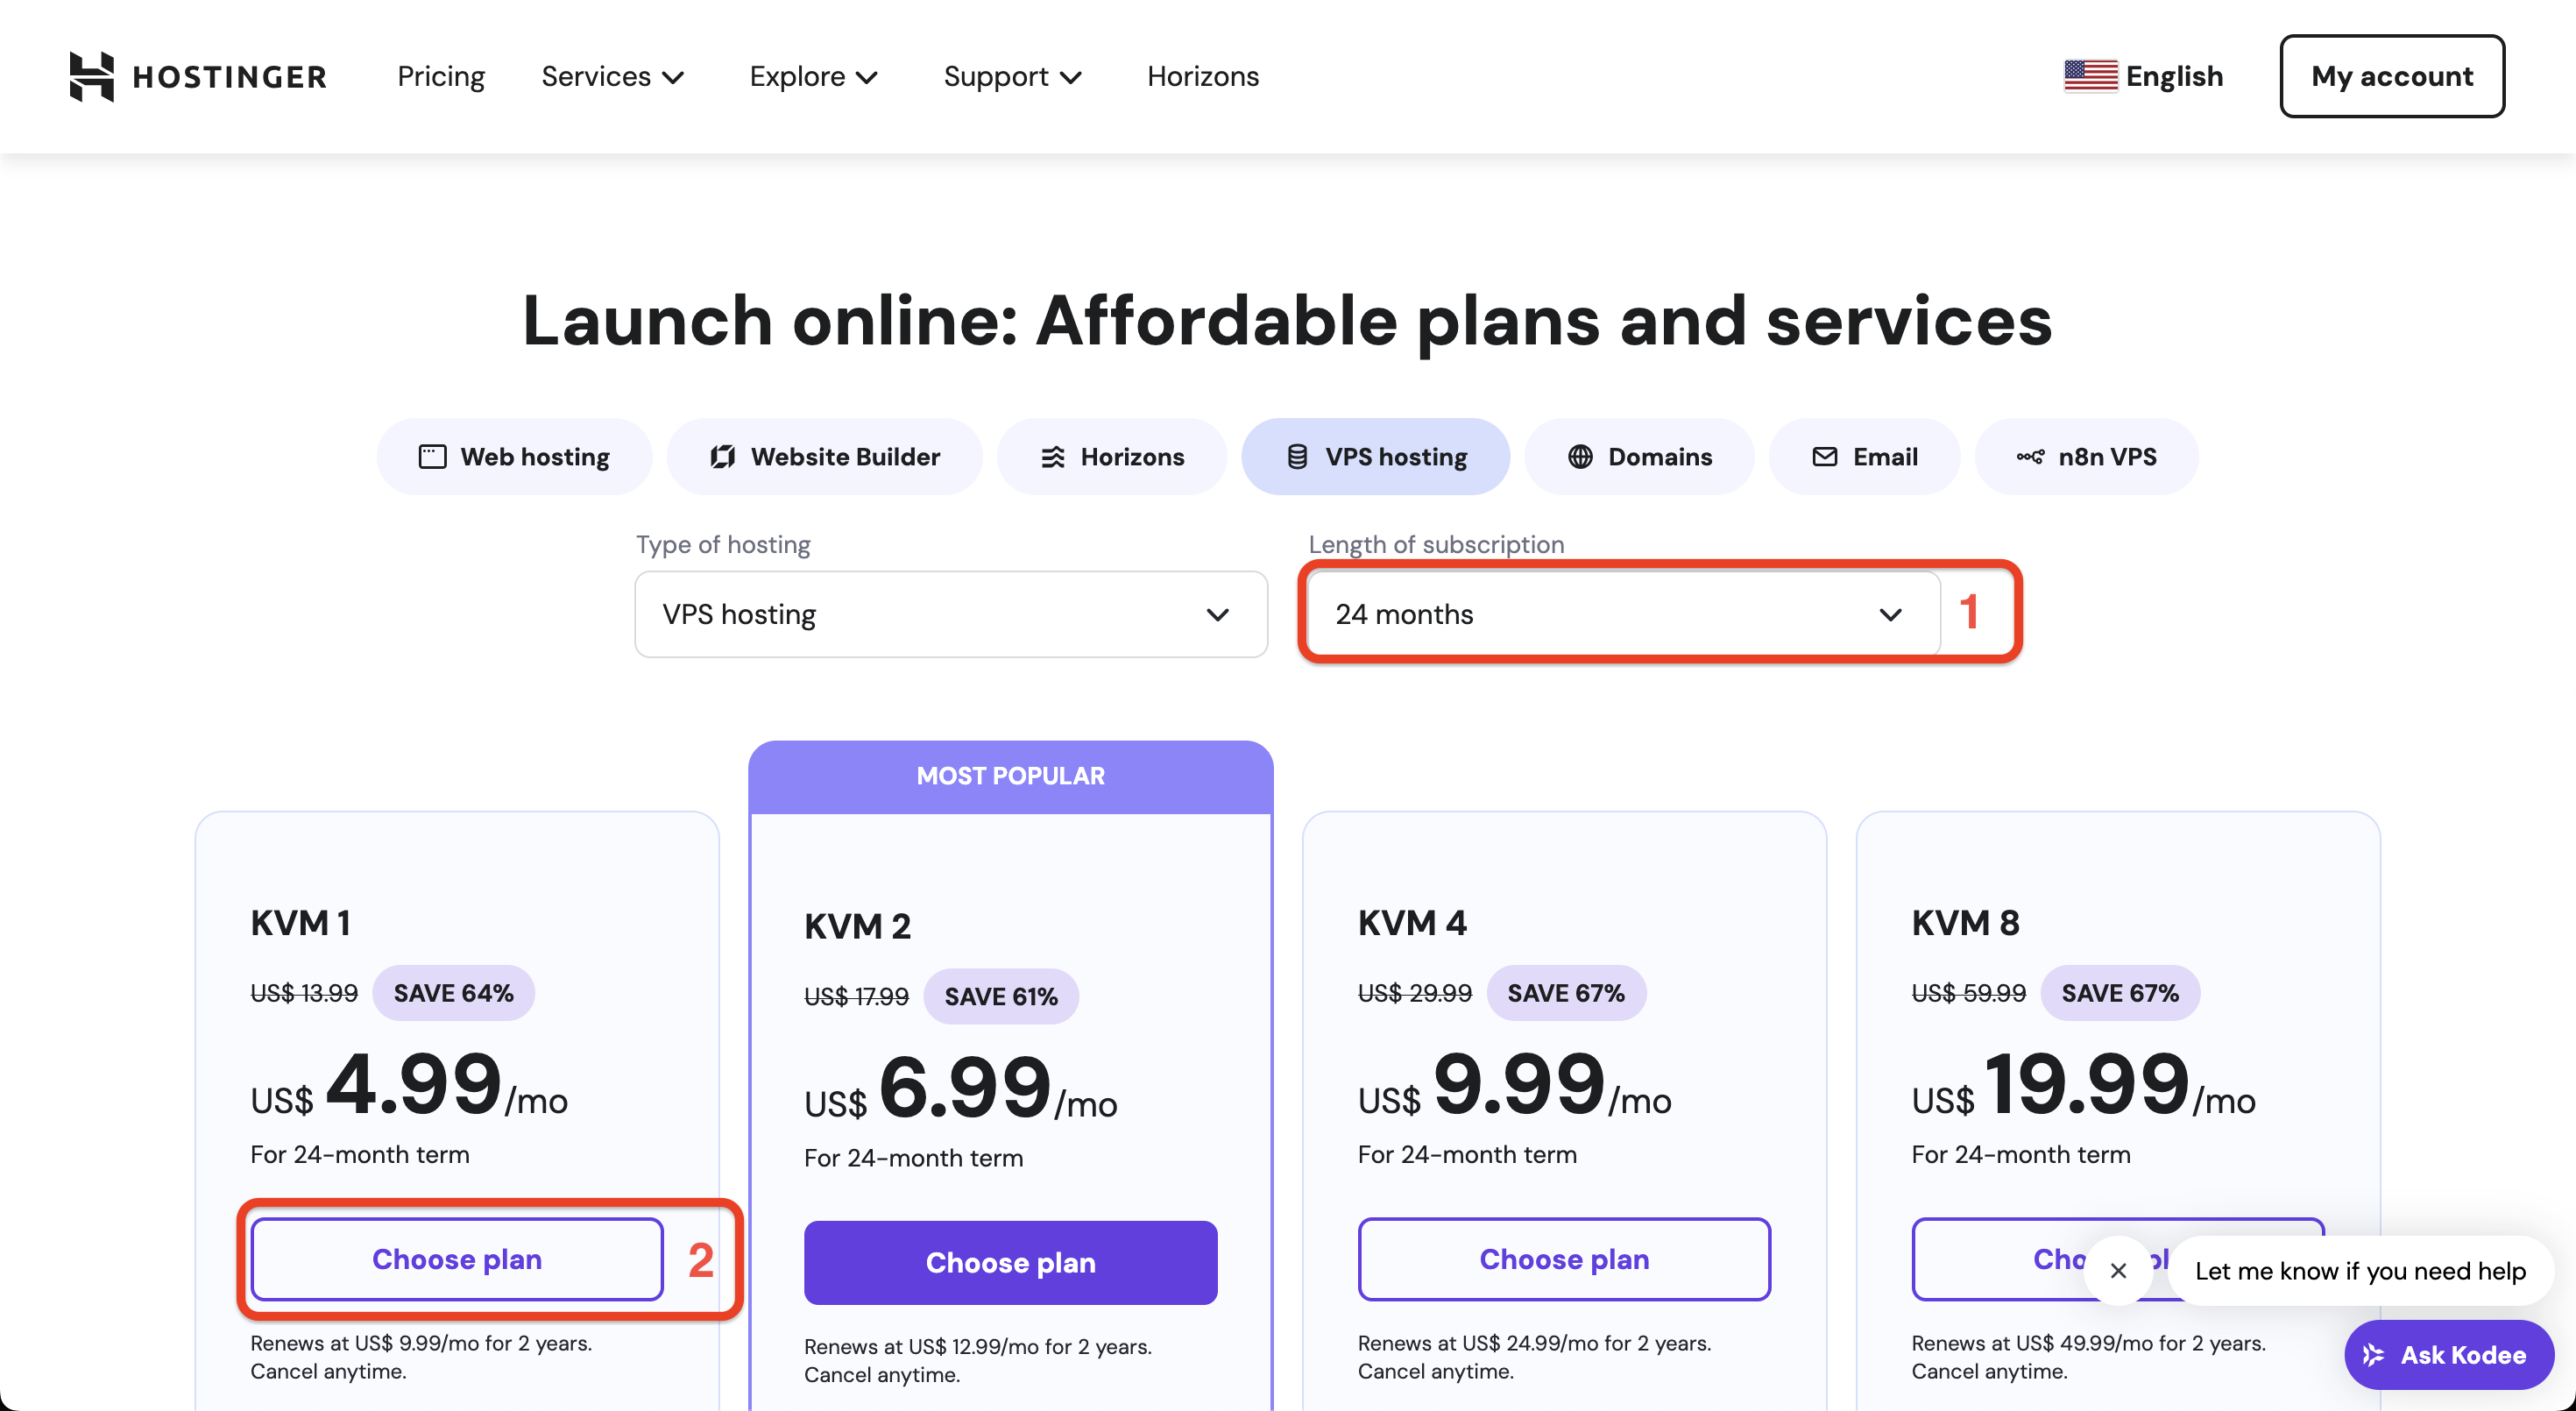 HOSTINGER Pricing Services Explore Support Horizons English My account
Launch online: Affordable plans and services
Web hosting Website Builder Horizons VPS hosting Domains Email n8n VPS
Type of hosting
VPS hosting
Length of subscription
24 months 1
KVM 1
US$ 13.99 SAVE 64%
US$ 4.99/mo
For 24-month term
Choose plan 2
Renews at US$ 9.99/mo for 2 years.
Cancel anytime.
MOST POPULAR
KVM 2
US$ 17.99 SAVE 61%
US$ 6.99/mo
For 24-month term
Choose plan
Renews at US$ 12.99/mo for 2 years.
Cancel anytime.
KVM 4
US$ 29.99 SAVE 67%
US$ 9.99/mo
For 24-month term
Choose plan
Renews at US$ 24.99/mo for 2 years.
Cancel anytime.
KVM 8
US$ 59.99 SAVE 67%
US$ 19.99/mo
For 24-month term
Renews at US$ 49.99/mo for 2 years.
Cancel anytime.
Let me know if you need help
Ask Kodee